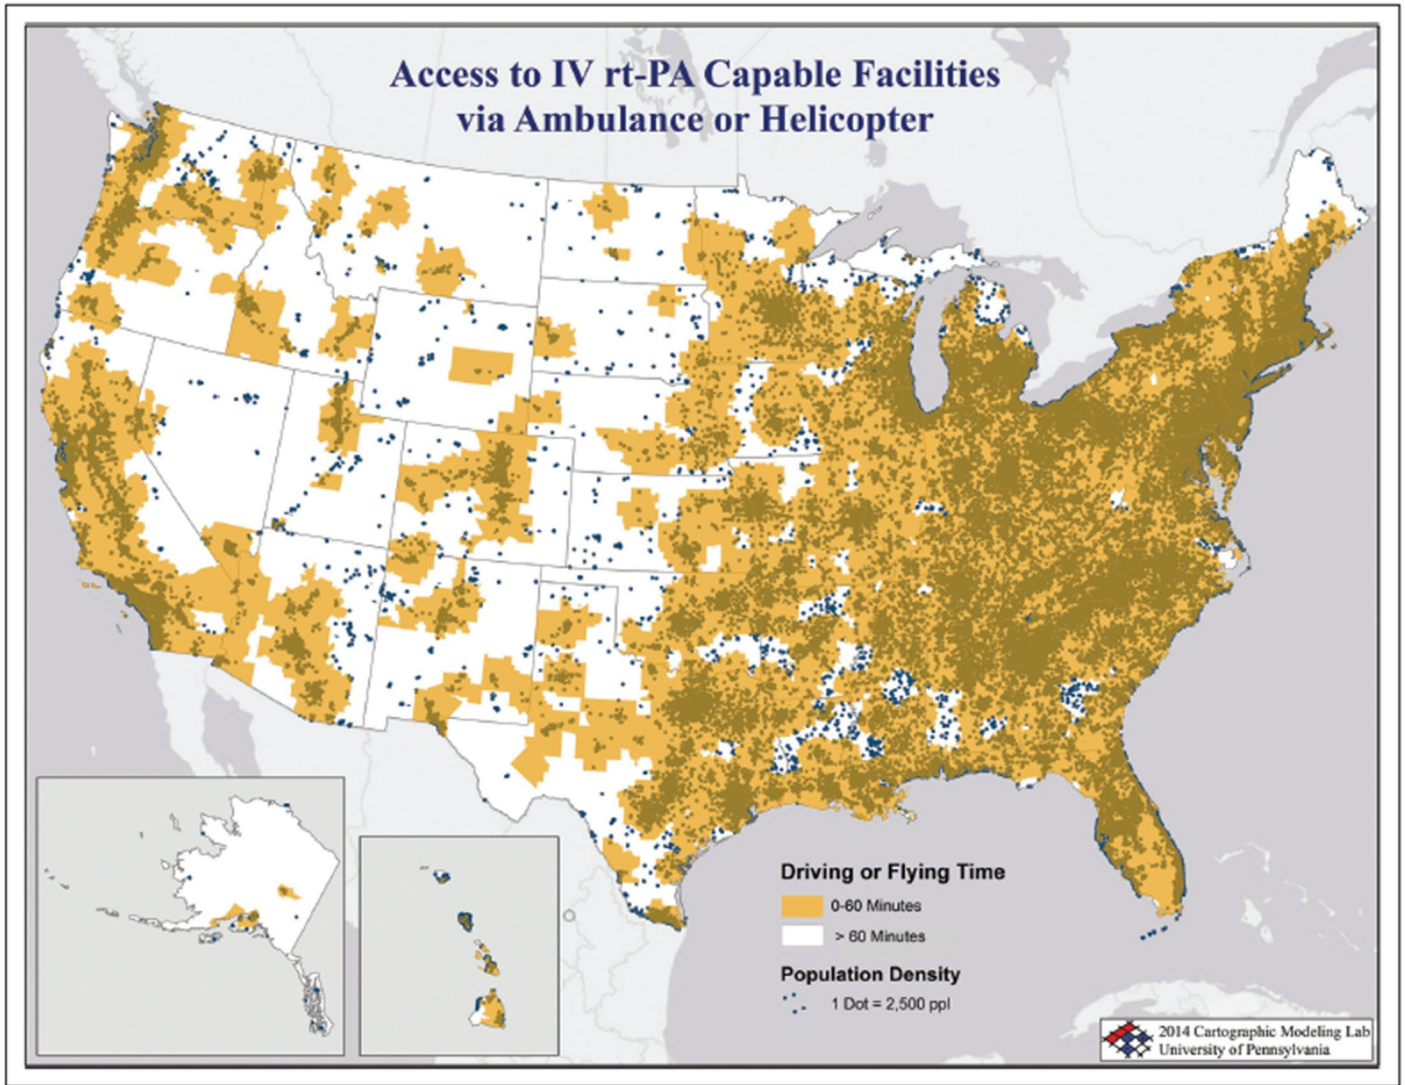 Access to IV rt-PA Capable Facilities
via Ambulance or Helicopter
Driving or Flying Time
0-60 Minutes
> 60 Minutes
Population Density
1 Dot = 2,500 ppl
2014 Cartographic Modeling Lab
University of Pennsylvania